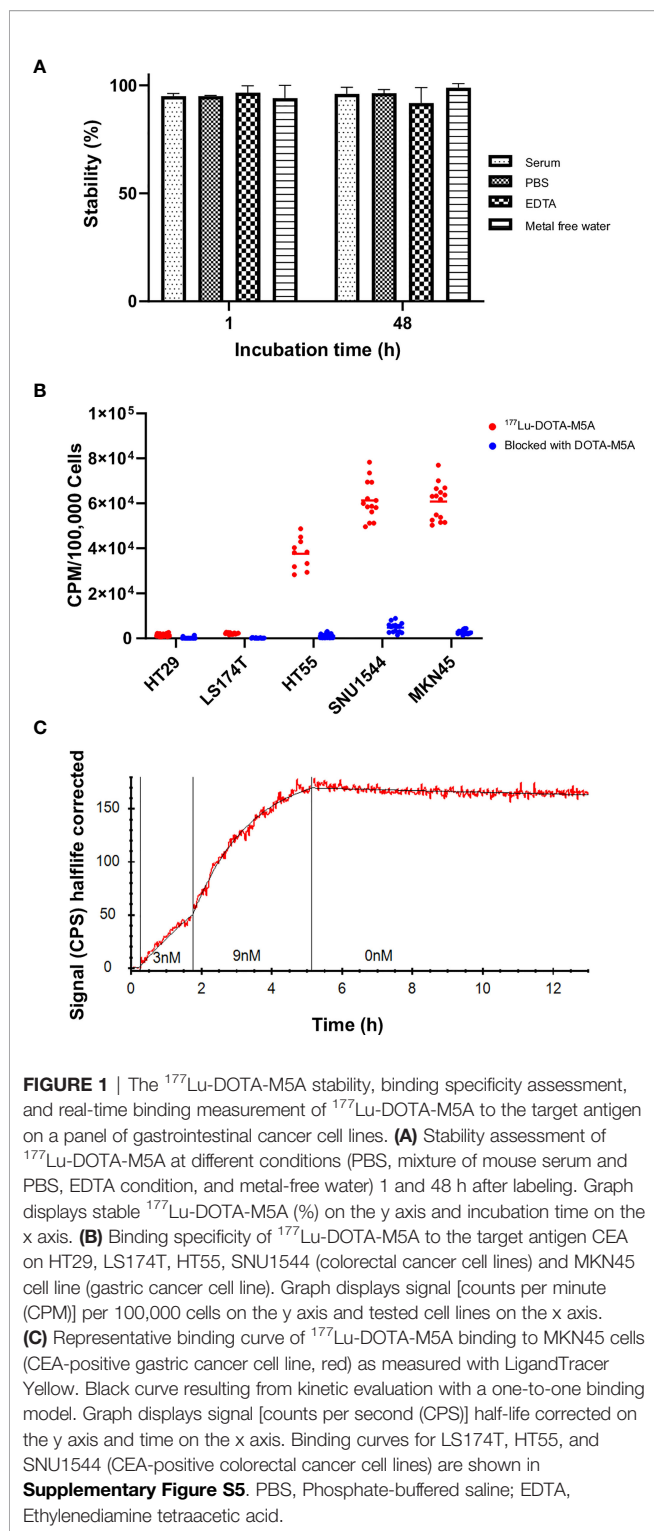 A
100
50
0
Stability (%)
1
48
Incubation time (h)
Serum
PBS
EDTA
Metal free water
B
1×10⁵
8×10⁴
6×10⁴
4×10⁴
2×10⁴
0
CPM/100,000 Cells
HT29
LS174T
HT55
SNU1544
MKN45
¹⁷⁷Lu-DOTA-M5A
Blocked with DOTA-M5A
C
Signal (CPS) halflife corrected
150
100
50
0
3nM
9nM
0nM
0
2
4
6
8
10
12
Time (h)
FIGURE 1 | The ¹⁷⁷Lu-DOTA-M5A stability, binding specificity assessment,
and real-time binding measurement of ¹⁷⁷Lu-DOTA-M5A to the target antigen
on a panel of gastrointestinal cancer cell lines. (A) Stability assessment of
¹⁷⁷Lu-DOTA-M5A at different conditions (PBS, mixture of mouse serum and
PBS, EDTA condition, and metal-free water) 1 and 48 h after labeling. Graph
displays stable ¹⁷⁷Lu-DOTA-M5A (%) on the y axis and incubation time on the
x axis. (B) Binding specificity of ¹⁷⁷Lu-DOTA-M5A to the target antigen CEA
on HT29, LS174T, HT55, SNU1544 (colorectal cancer cell lines) and MKN45
cell line (gastric cancer cell line). Graph displays signal [counts per minute
(CPM)] per 100,000 cells on the y axis and tested cell lines on the x axis.
(C) Representative binding curve of ¹⁷⁷Lu-DOTA-M5A binding to MKN45 cells
(CEA-positive gastric cancer cell line, red) as measured with LigandTracer
Yellow. Black curve resulting from kinetic evaluation with a one-to-one binding
model. Graph displays signal [counts per second (CPS)] half-life corrected on
the y axis and time on the x axis. Binding curves for LS174T, HT55, and
SNU1544 (CEA-positive colorectal cancer cell lines) are shown in
Supplementary Figure S5. PBS, Phosphate-buffered saline; EDTA,
Ethylenediamine tetraacetic acid.